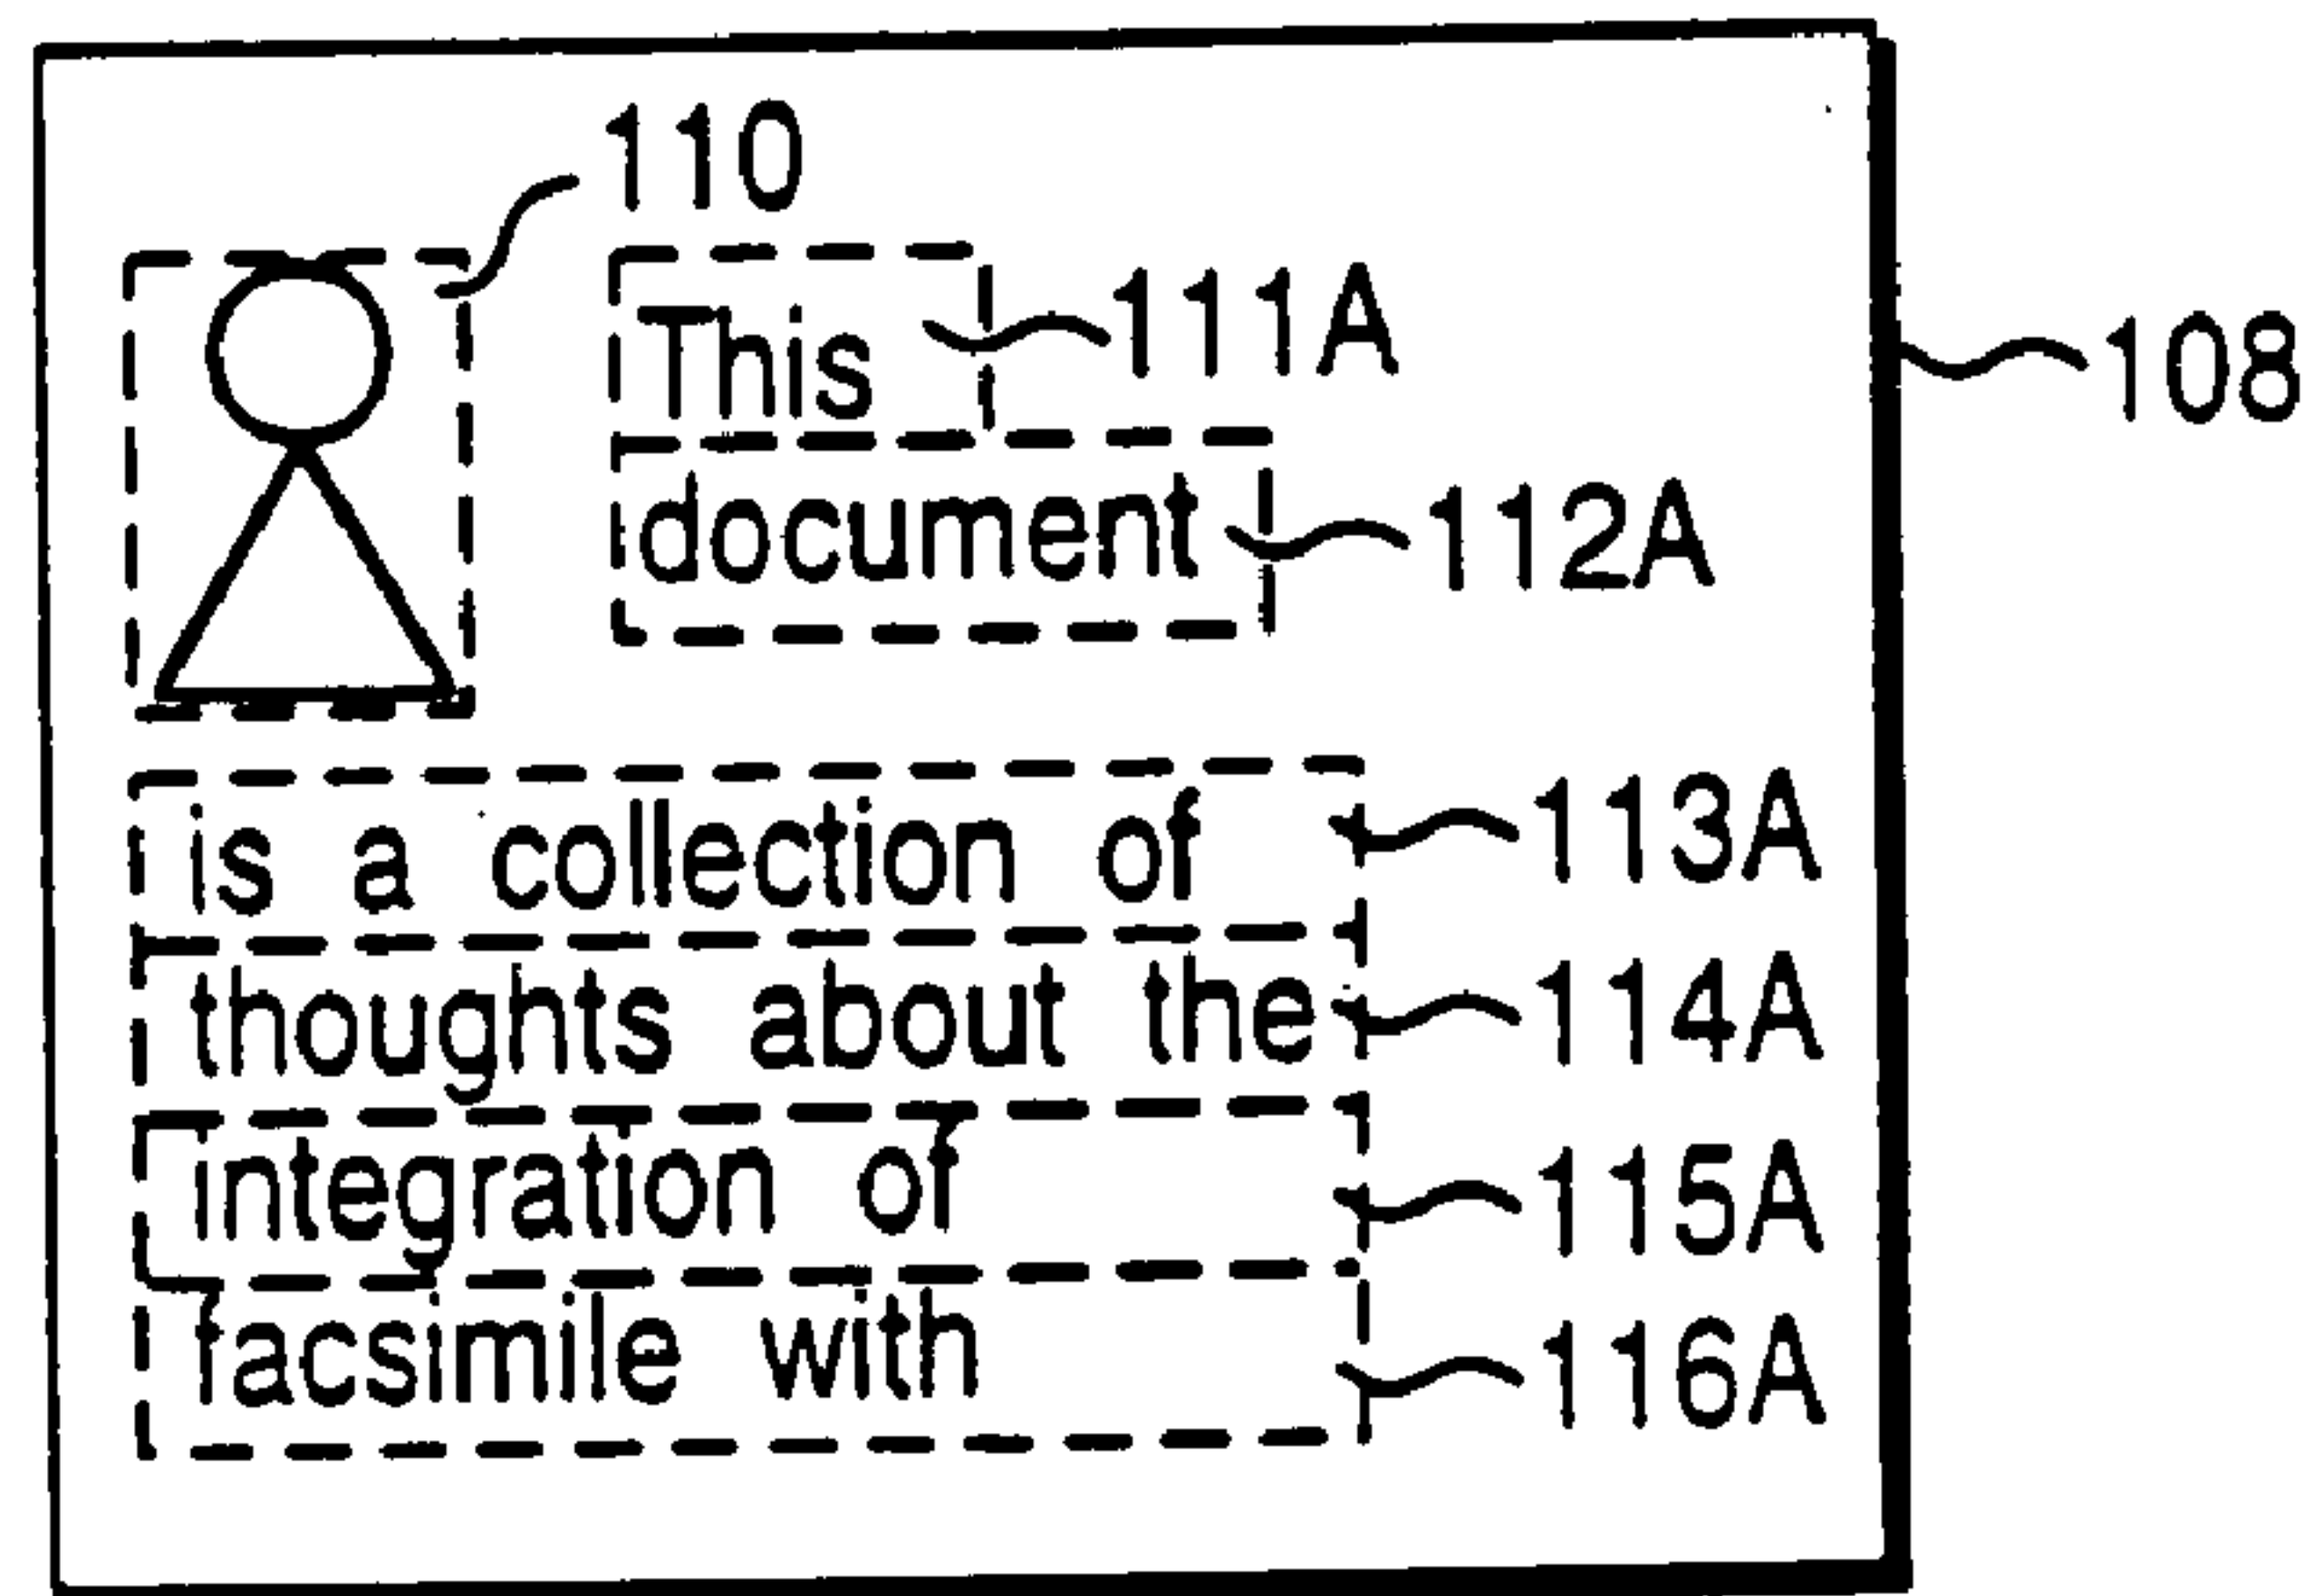 110
This 111A
108
document 112A
is a collection of 113A
thoughts about the 114A
integration of 115A
facsimile with 116A